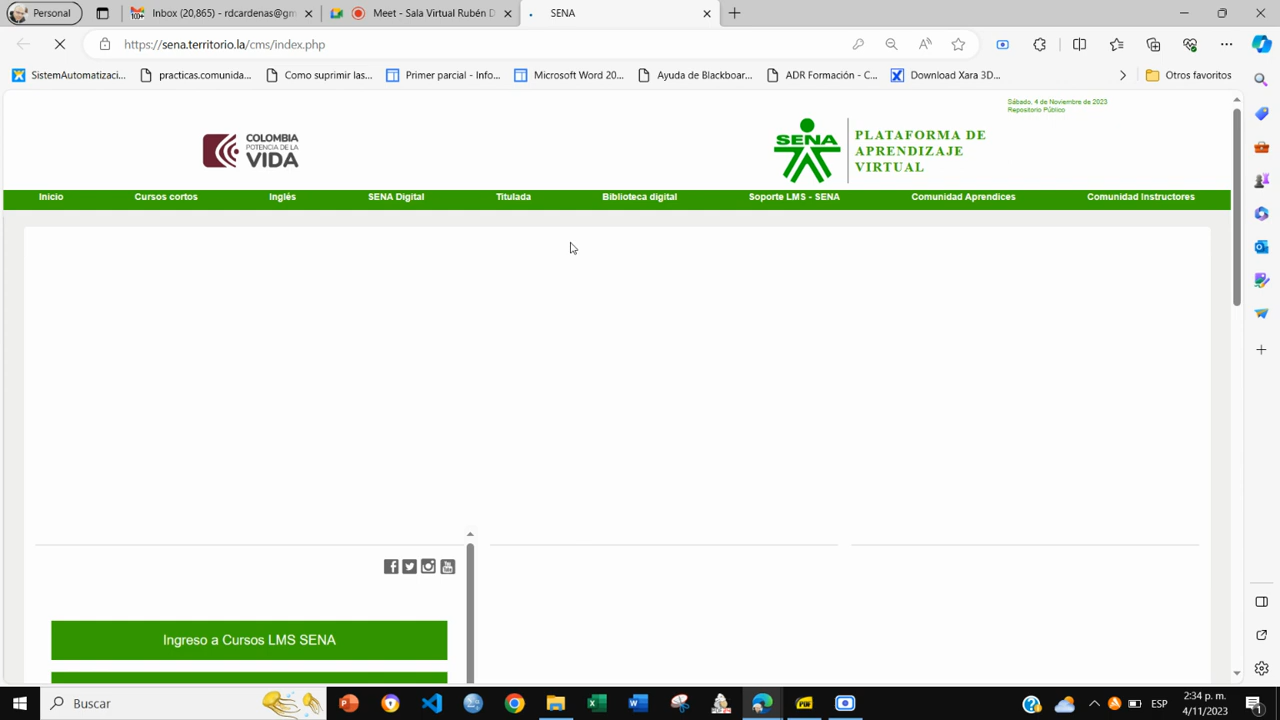 Personal
Inbox (20,865) - rdcardenas@gm
Meet - Sala Virtual Rubén D
SENA
https://sena.territorio.la/cms/index.php
SistemAutomatizaci...
practicas.comunida...
Como suprimir las...
Primer parcial - Info...
Microsoft Word 20...
Ayuda de Blackboar...
ADR Formación - C...
Download Xara 3D...
Otros favoritos
Sábado, 4 de Noviembre de 2023
Repositorio Público
COLOMBIA
POTENCIA DE LA
VIDA
SENA
PLATAFORMA DE
APRENDIZAJE
VIRTUAL
Inicio
Cursos cortos
Inglés
SENA Digital
Titulada
Biblioteca digital
Soporte LMS - SENA
Comunidad Aprendices
Comunidad Instructores
Ingreso a Cursos LMS SENA
Buscar
ESP
2:34 p. m.
4/11/2023